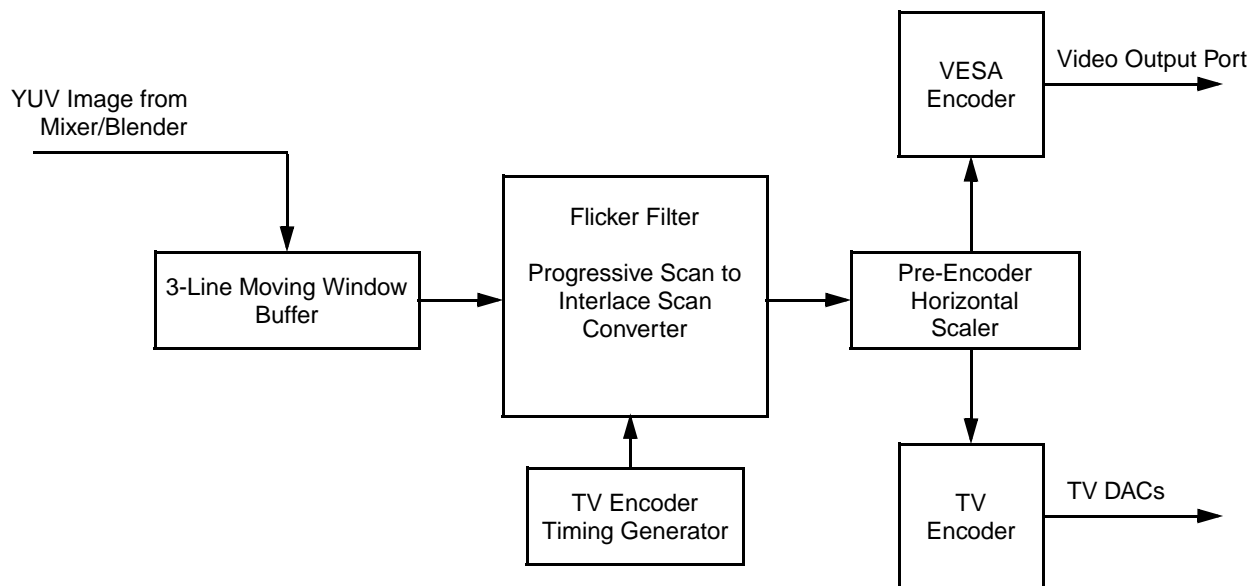 YUV Image from
Mixer/Blender
3-Line Moving Window
Buffer
Flicker Filter
Progressive Scan to
Interlace Scan
Converter
TV Encoder
Timing Generator
Pre-Encoder
Horizontal
Scaler
VESA
Encoder
Video Output Port
TV
Encoder
TV DACs